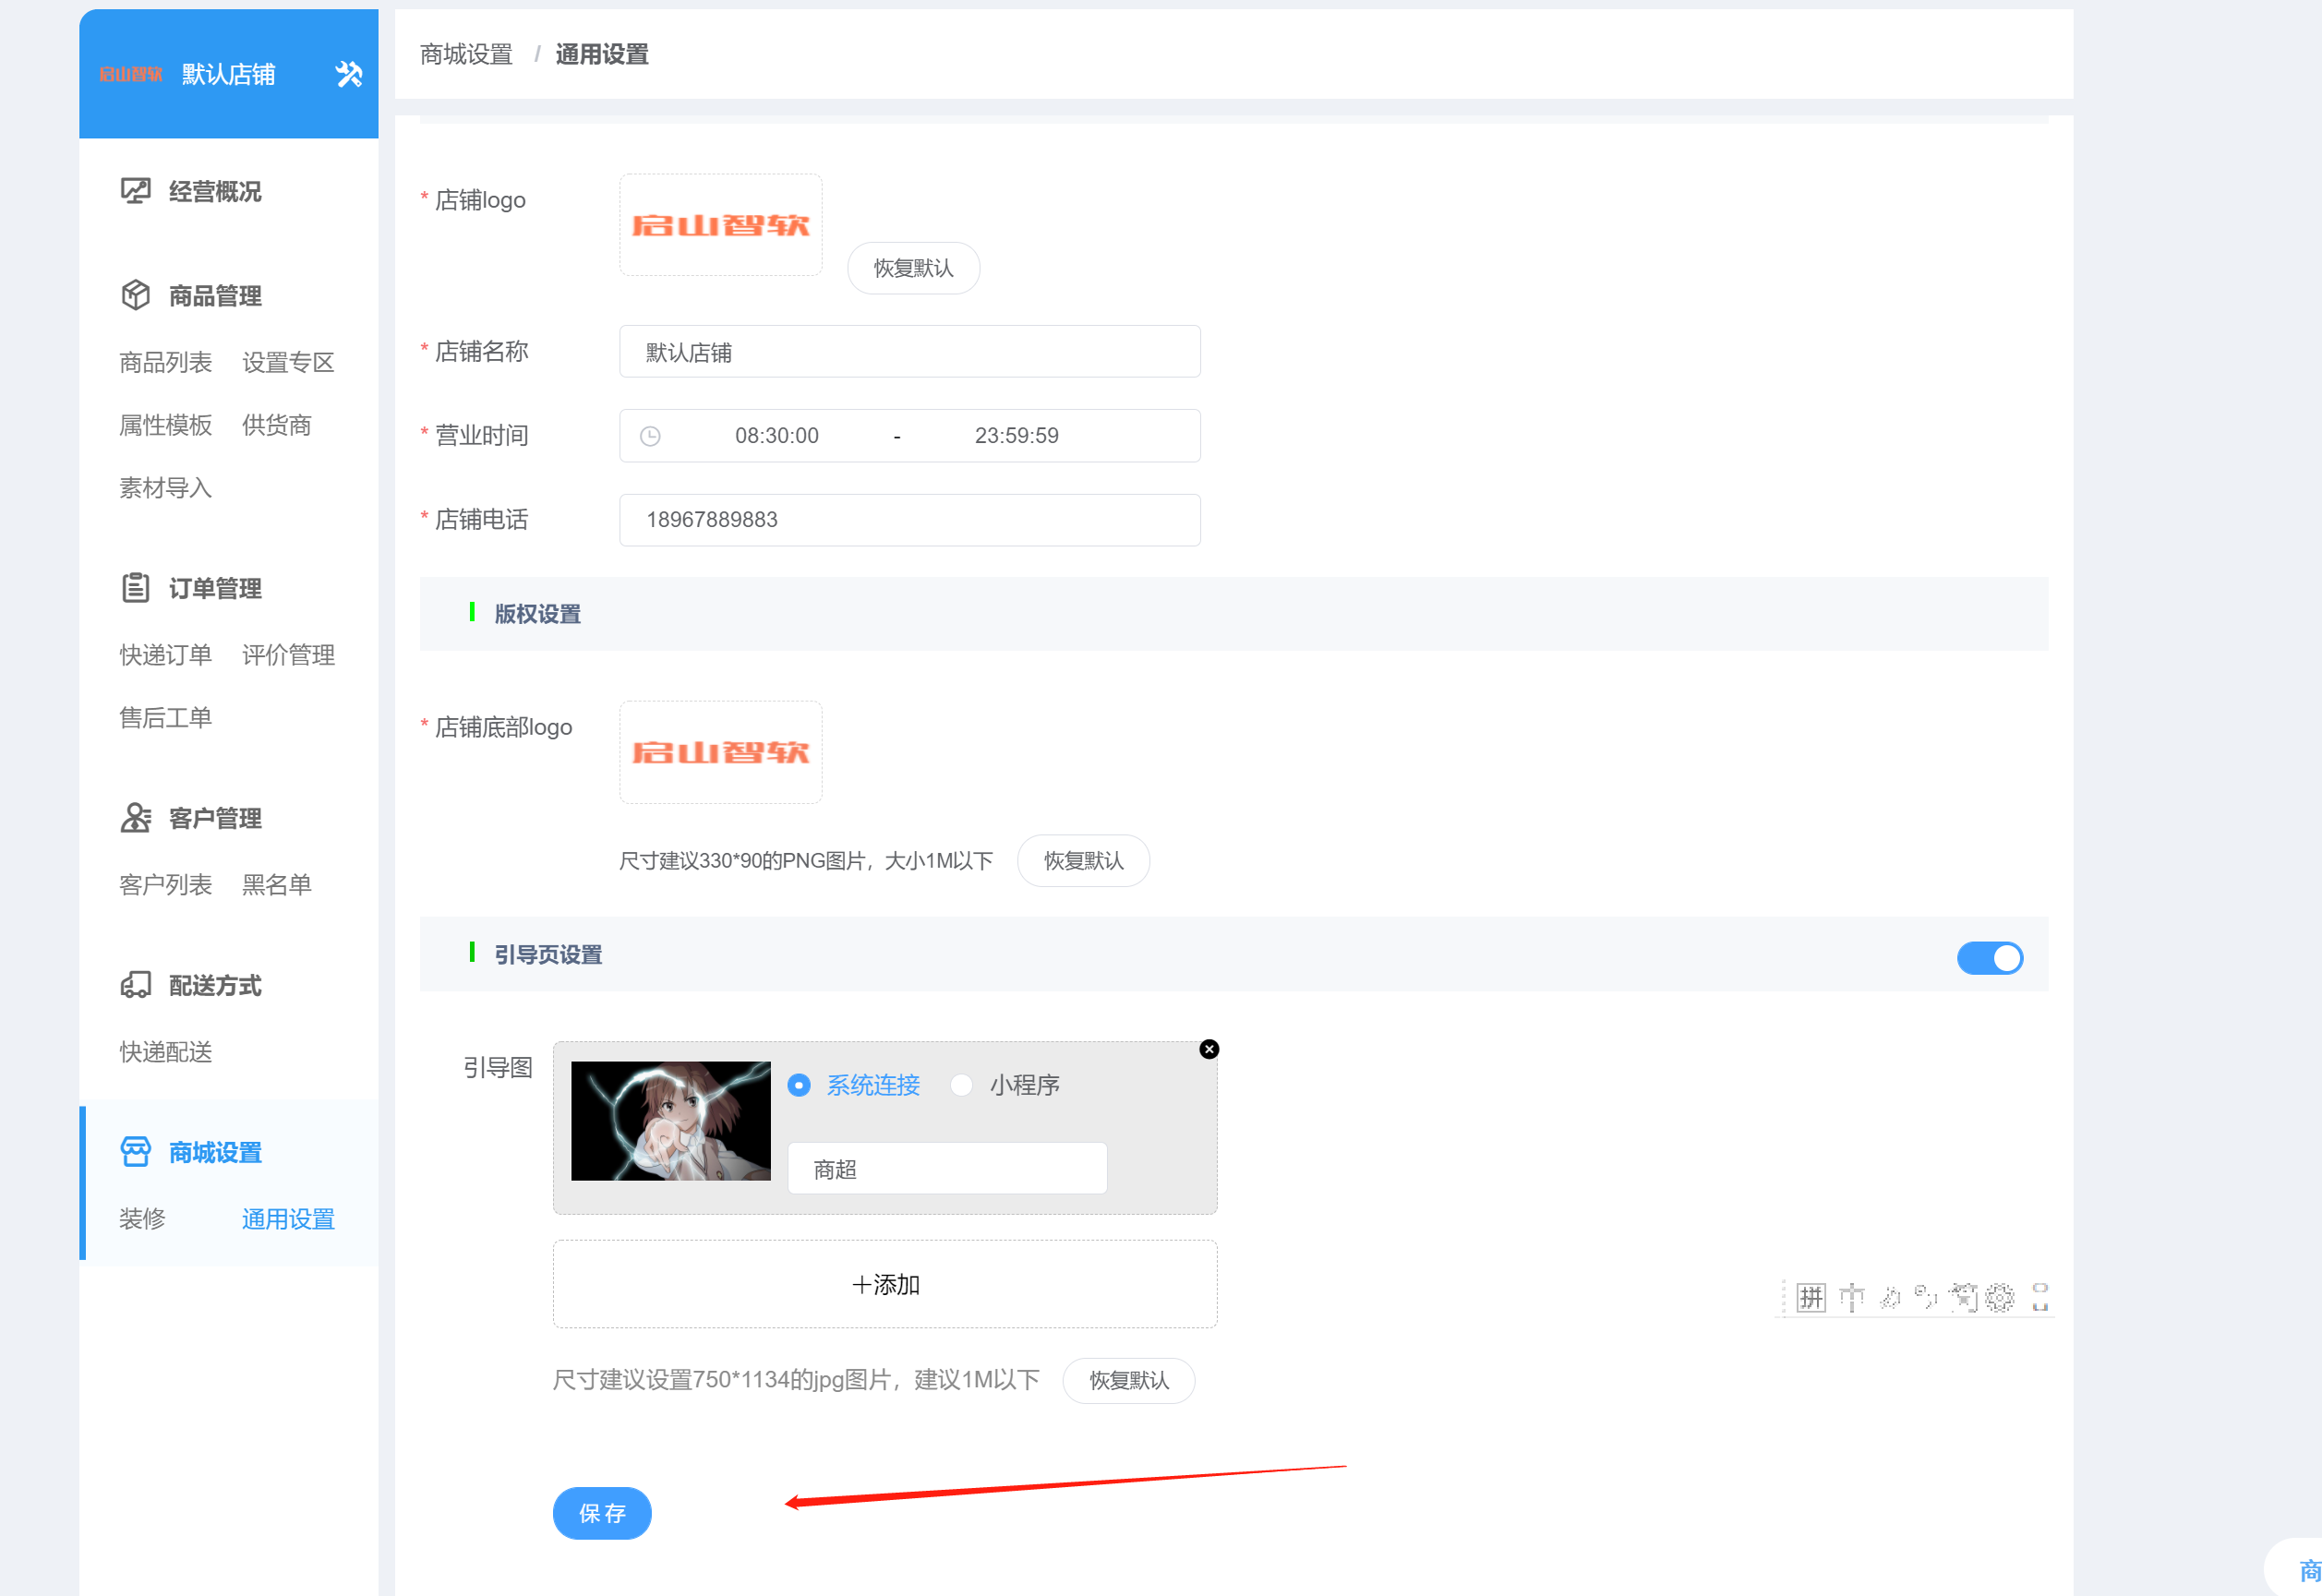 启山智软 默认店铺
经营概况
商品管理
商品列表 设置专区
属性模板 供货商
素材导入
订单管理
快递订单 评价管理
售后工单
客户管理
客户列表 黑名单
配送方式
快递配送
商城设置
装修 通用设置
商城设置 / 通用设置
* 店铺logo
启山智软
恢复默认
* 店铺名称 默认店铺
* 营业时间 08:30:00 - 23:59:59
* 店铺电话 18967889883
版权设置
* 店铺底部logo
启山智软
尺寸建议330*90的PNG图片，大小1M以下 恢复默认
引导页设置
引导图
系统连接 小程序
商超
+添加
拼 中 简
尺寸建议设置750*1134的jpg图片，建议1M以下 恢复默认
保存
商